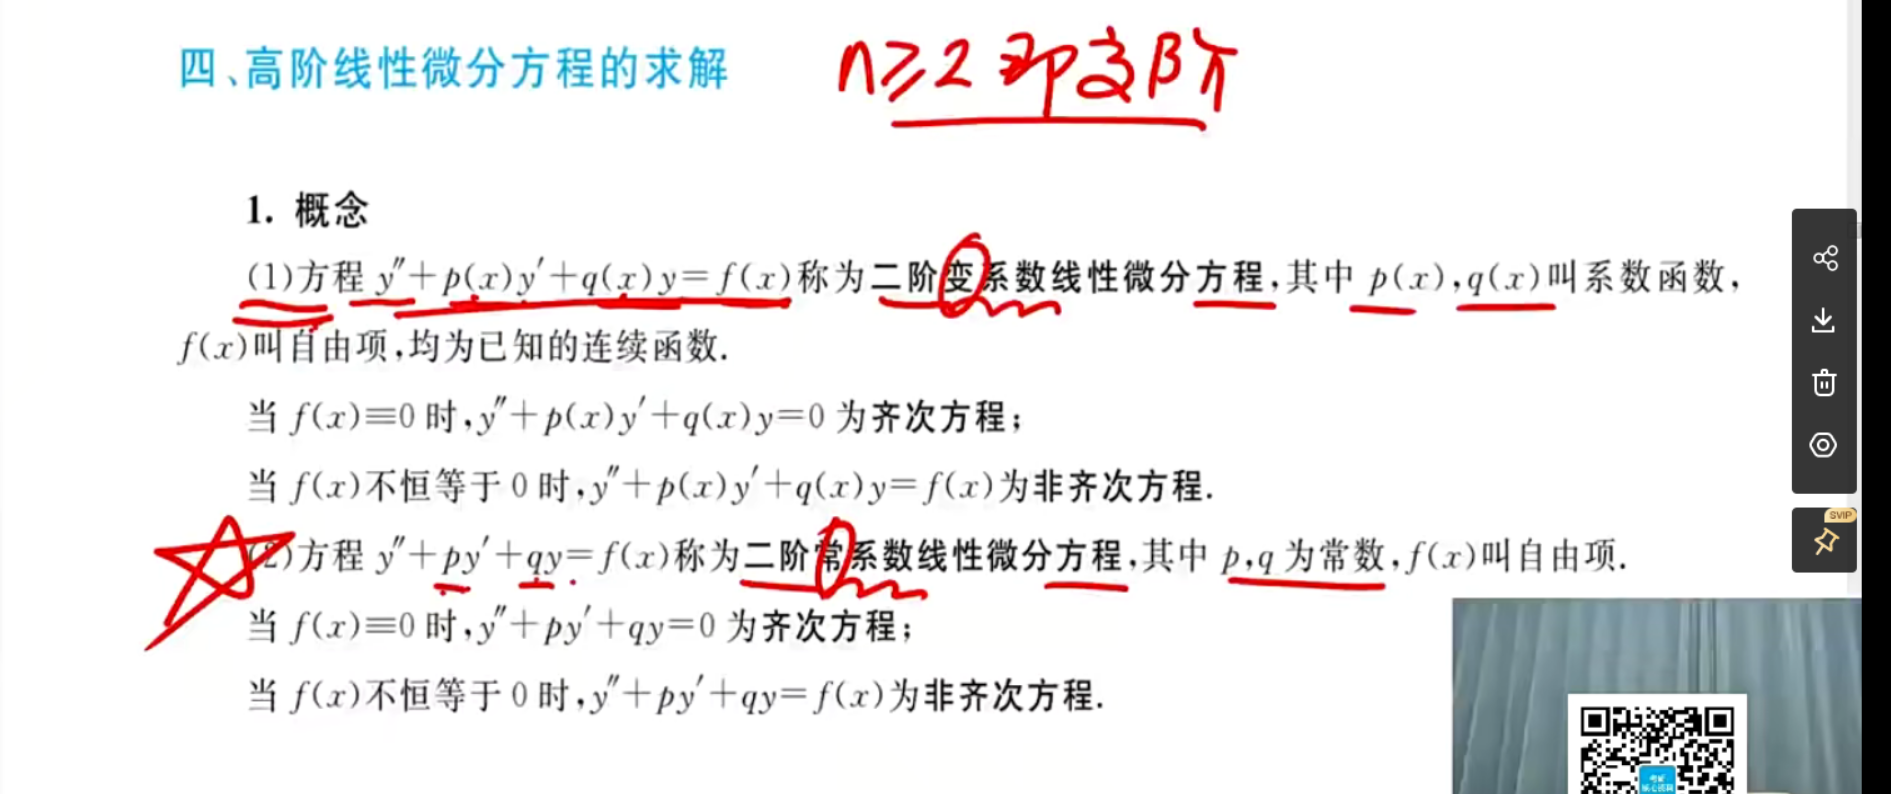 四、高阶线性微分方程的求解
n≥2即高阶
1. 概念
(1)方程 y″+p(x)y′+q(x)y=f(x)称为二阶变系数线性微分方程,其中 p(x),q(x)叫系数函数,
f(x)叫自由项,均为已知的连续函数.
当 f(x)≡0 时,y″+p(x)y′+q(x)y=0 为齐次方程;
当 f(x)不恒等于 0 时,y″+p(x)y′+q(x)y=f(x)为非齐次方程.
(2)方程 y″+py′+qy=f(x)称为二阶常系数线性微分方程,其中 p,q 为常数,f(x)叫自由项.
当 f(x)≡0 时,y″+py′+qy=0 为齐次方程;
当 f(x)不恒等于 0 时,y″+py′+qy=f(x)为非齐次方程.
SVIP